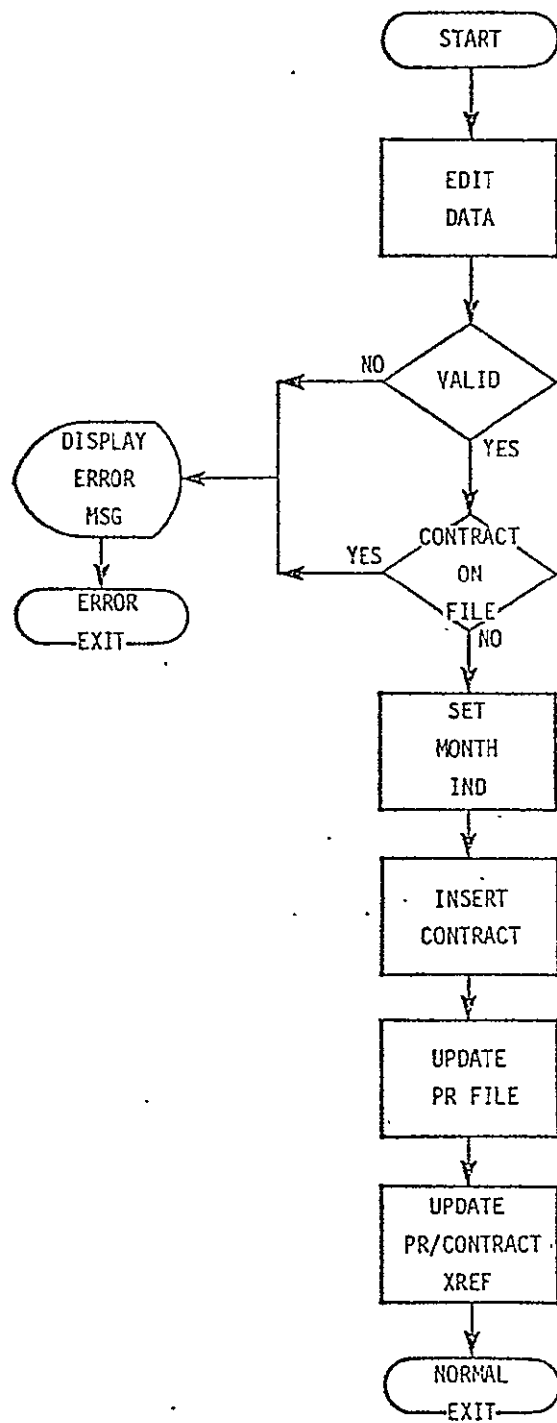 START
EDIT
DATA
NO
VALID
YES
DISPLAY
ERROR
MSG
YES
CONTRACT
ON
FILE
NO
ERROR
EXIT
SET
MONTH
IND
INSERT
CONTRACT
UPDATE
PR FILE
UPDATE
PR/CONTRACT
XREF
NORMAL
EXIT